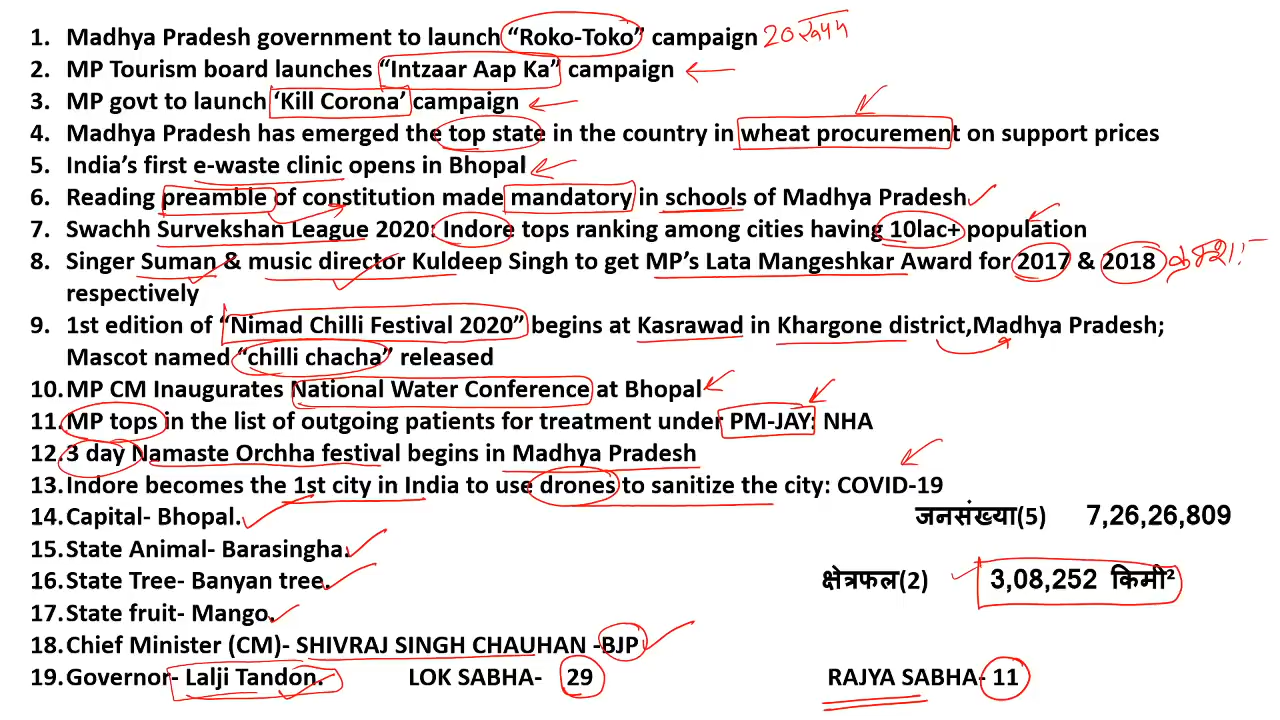 1. Madhya Pradesh government to launch “Roko-Toko” campaign
2. MP Tourism board launches “Intzaar Aap Ka” campaign
3. MP govt to launch ‘Kill Corona’ campaign
4. Madhya Pradesh has emerged the top state in the country in wheat procurement on support prices
5. India’s first e-waste clinic opens in Bhopal
6. Reading preamble of constitution made mandatory in schools of Madhya Pradesh
7. Swachh Survekshan League 2020: Indore tops ranking among cities having 10lac+ population
8. Singer Suman & music director Kuldeep Singh to get MP’s Lata Mangeshkar Award for 2017 & 2018
respectively
9. 1st edition of “Nimad Chilli Festival 2020” begins at Kasrawad in Khargone district,Madhya Pradesh;
Mascot named “chilli chacha” released
10. MP CM Inaugurates National Water Conference at Bhopal
11. MP tops in the list of outgoing patients for treatment under PM-JAY: NHA
12. 3 day Namaste Orchha festival begins in Madhya Pradesh
13. Indore becomes the 1st city in India to use drones to sanitize the city: COVID-19
14. Capital- Bhopal. जनसंख्या(5) 7,26,26,809
15. State Animal- Barasingha.
16. State Tree- Banyan tree. क्षेत्रफल(2) 3,08,252 किमी²
17. State fruit- Mango.
18. Chief Minister (CM)- SHIVRAJ SINGH CHAUHAN -BJP
19. Governor- Lalji Tandon. LOK SABHA- 29 RAJYA SABHA- 11